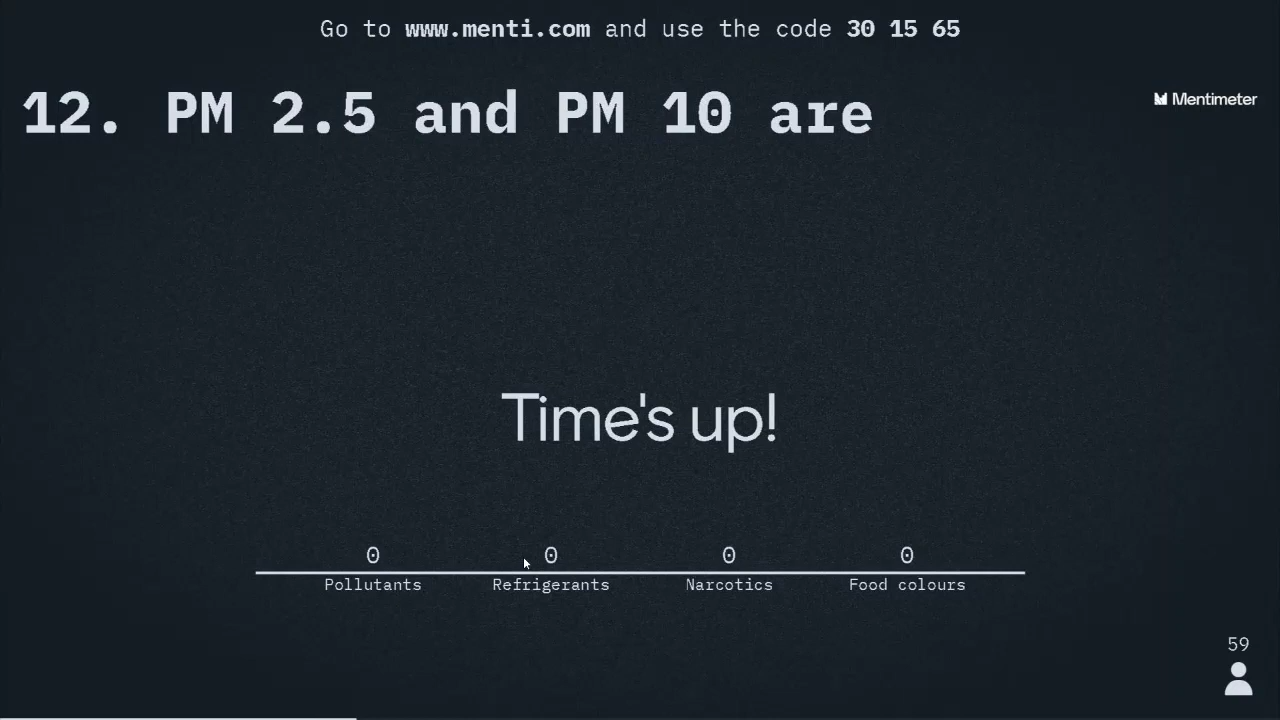 Go to www.menti.com and use the code 30 15 65
12. PM 2.5 and PM 10 are
Mentimeter
Time's up!
0 0 0 0
Pollutants Refrigerants Narcotics Food colours
59